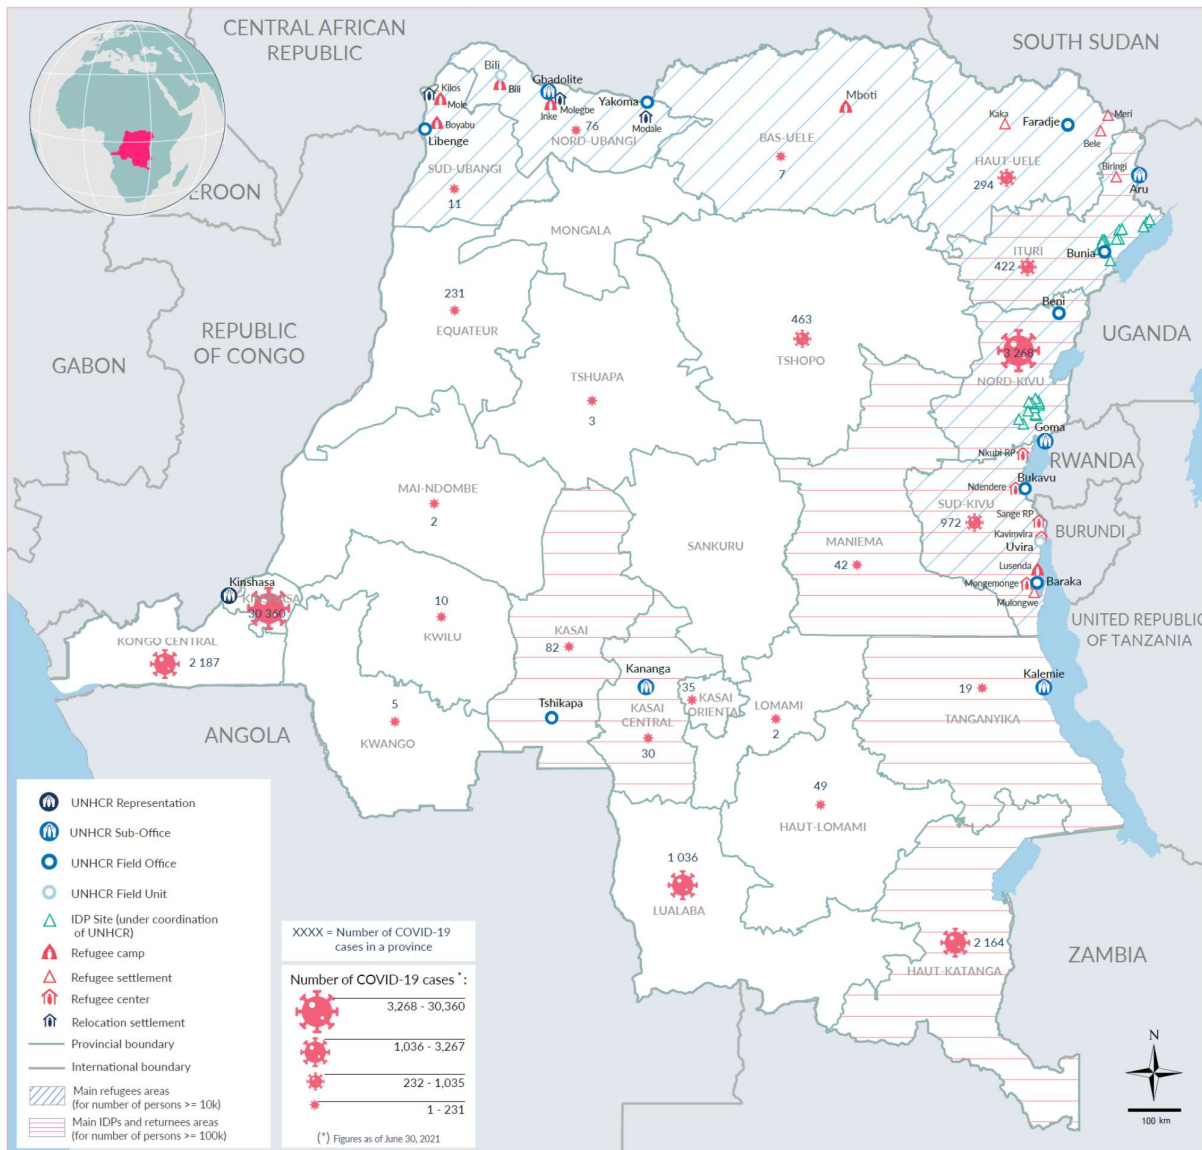 CENTRAL AFRICAN
REPUBLIC
SOUTH SUDAN
EROON
REPUBLIC
OF CONGO
GABON
UGANDA
RWANDA
BURUNDI
UNITED REPUBLIC
OF TANZANIA
ANGOLA
ZAMBIA
2 Kilos
Mole
Boyabu
Libenge
Bili
Bili
Gbadolite
Molegbe
Inke
76
NORD-UBANGI
Yakoma
Modale
SUD-UBANGI
11
Mboti
BAS-UELE
7
Kaka
Faradje
Meri
Bele
HAUT-UELE
294
Biringi
Aru
MONGALA
ITURI
422
Bunia
Beni
231
EQUATEUR
463
TSHOPO
3 268
NORD-KIVU
TSHUAPA
3
Goma
Nkubi RP
Ndendere
Bukavu
MAI-NDOMBE
2
SANKURU
SUD-KIVU
972
Sange RP
Kavimvira
Uvira
MANIEMA
42
Lusenda
Mongemonge
Baraka
Mulongwe
Kinshasa
30 360
KONGO CENTRAL
2 187
10
KWILU
KASAI
82
Kananga
35
KASAI
ORIENTAL
KASAI
CENTRAL
30
Tshikapa
LOMAMI
2
19
Kalemie
TANGANYIKA
5
KWANGO
49
HAUT-LOMAMI
1 036
LUALABA
2 164
HAUT-KATANGA
UNHCR Representation
UNHCR Sub-Office
UNHCR Field Office
UNHCR Field Unit
IDP Site (under coordination
of UNHCR)
Refugee camp
Refugee settlement
Refugee center
Relocation settlement
Provincial boundary
International boundary
Main refugees areas
(for number of persons >= 10k)
Main IDPs and returnees areas
(for number of persons >= 100k)
XXXX = Number of COVID-19
cases in a province
Number of COVID-19 cases *:
3,268 - 30,360
1,036 - 3,267
232 - 1,035
1 - 231
(*) Figures as of June 30, 2021
N
100 km